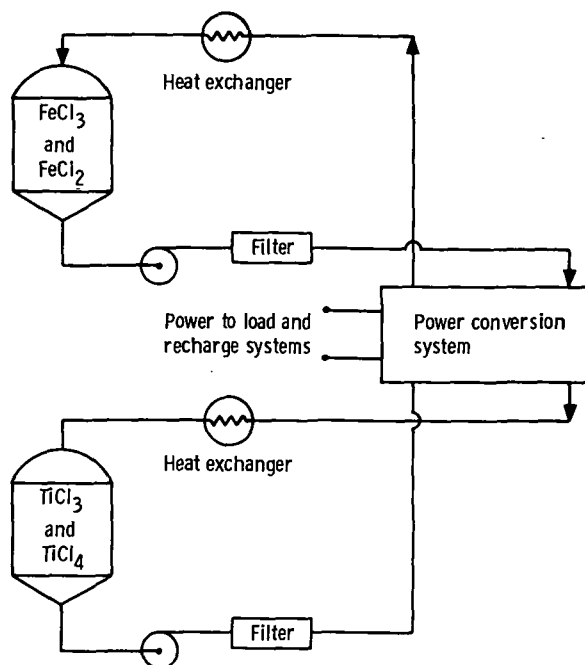 Heat exchanger
FeCl3
and
FeCl2
Filter
Power to load and
recharge systems
Power conversion
system
Heat exchanger
TiCl3
and
TiCl4
Filter